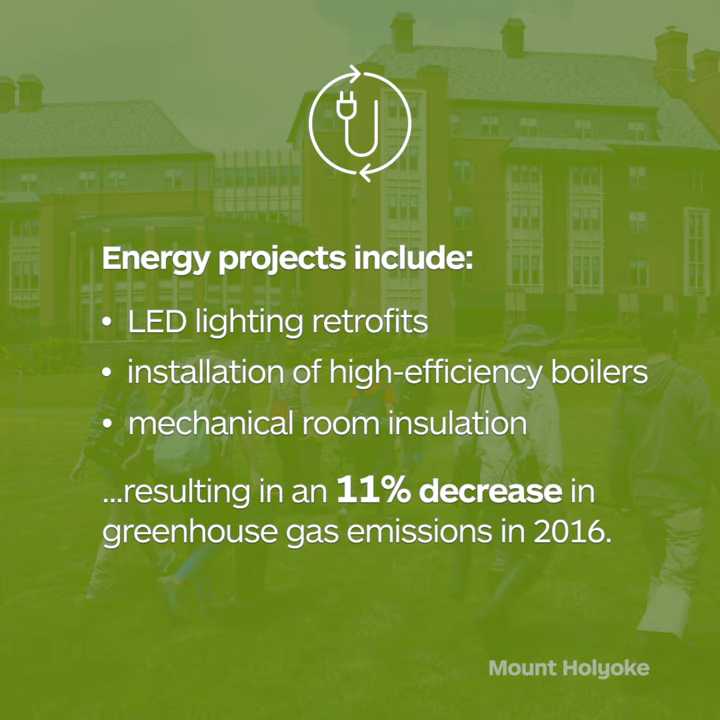 Energy projects include:
• LED lighting retrofits
• installation of high-efficiency boilers
• mechanical room insulation
...resulting in an 11% decrease in
greenhouse gas emissions in 2016.
Mount Holyoke